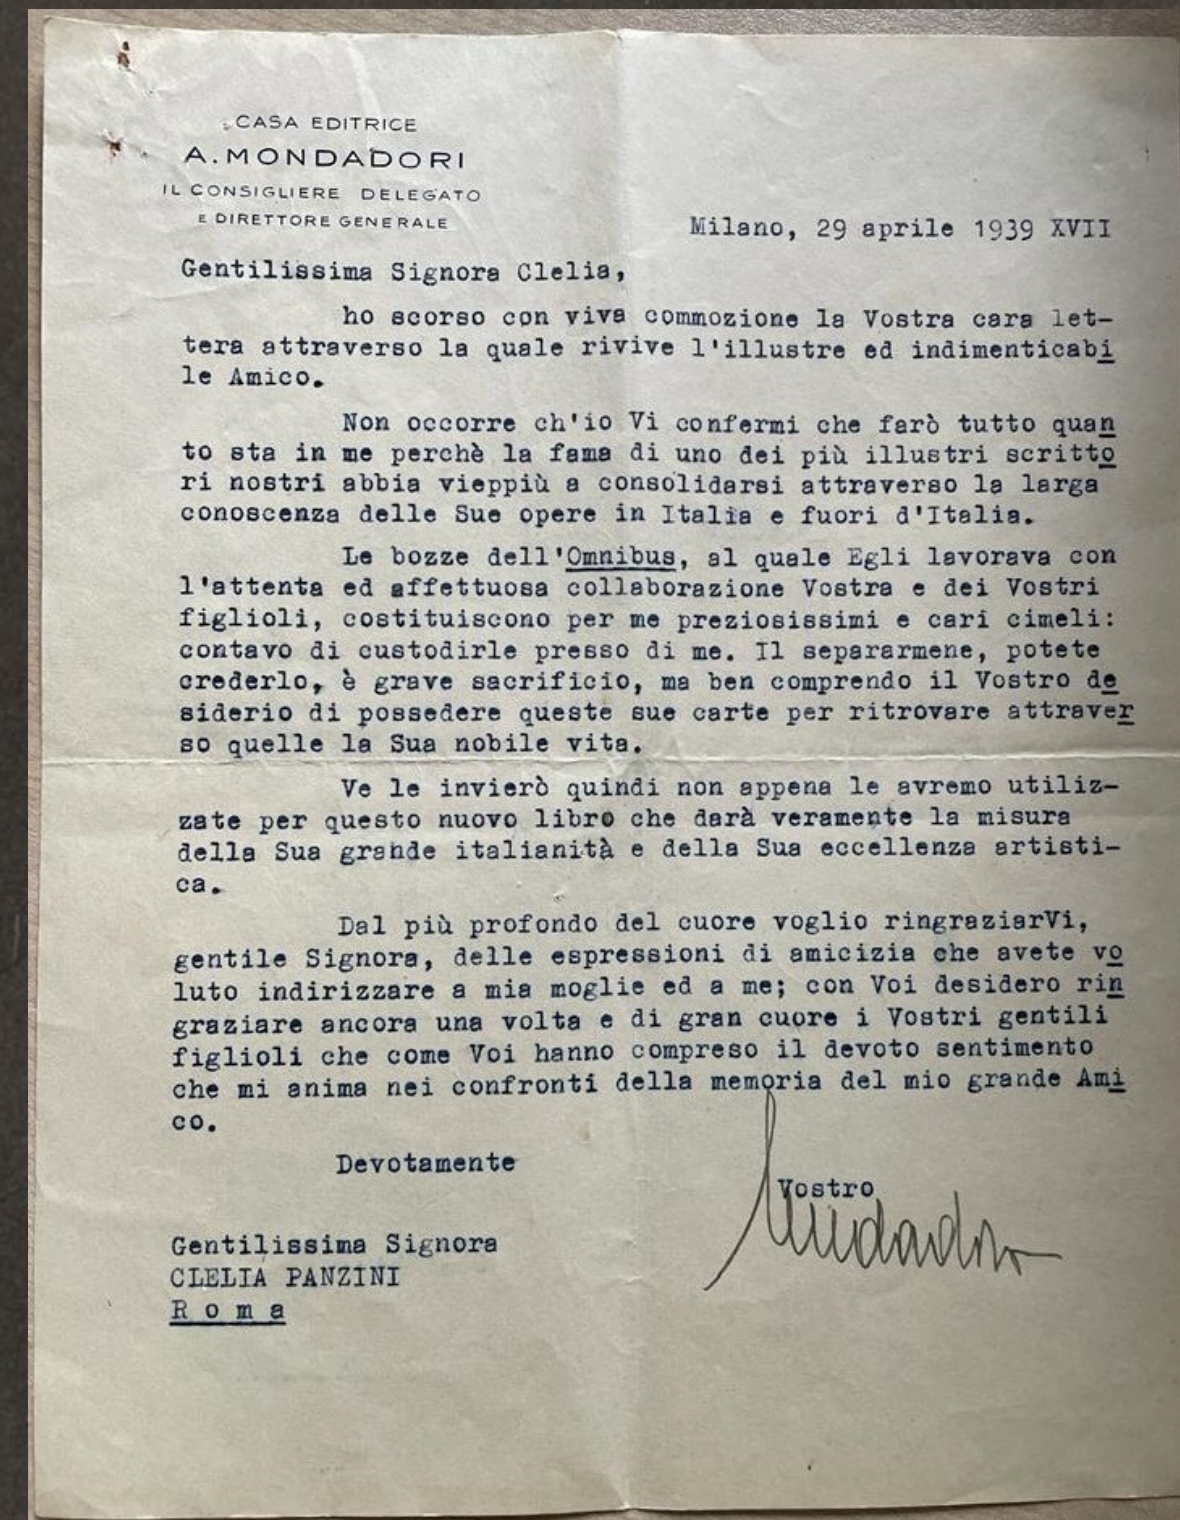 CASA EDITRICE
A. MONDADORI
IL CONSIGLIERE DELEGATO
E DIRETTORE GENERALE
Milano, 29 aprile 1939 XVII
Gentilissima Signora Clelia,
ho scorso con viva commozione la Vostra cara let-
tera attraverso la quale rivive l'illustre ed indimenticabi
le Amico.
Non occorre ch'io Vi confermi che farò tutto quan
to sta in me perchè la fama di uno dei più illustri scritto
ri nostri abbia vieppiù a consolidarsi attraverso la larga
conoscenza delle Sue opere in Italia e fuori d'Italia.
Le bozze dell'Omnibus, al quale Egli lavorava con
l'attenta ed affettuosa collaborazione Vostra e dei Vostri
figlioli, costituiscono per me preziosissimi e cari cimeli:
contavo di custodirle presso di me. Il separarmene, potete
crederlo, è grave sacrificio, ma ben comprendo il Vostro de
siderio di possedere queste sue carte per ritrovare attraver
so quelle la Sua nobile vita.
Ve le invierò quindi non appena le avremo utiliz-
zate per questo nuovo libro che darà veramente la misura
della Sua grande italianità e della Sua eccellenza artisti-
ca.
Dal più profondo del cuore voglio ringraziarVi,
gentile Signora, delle espressioni di amicizia che avete vo
luto indirizzare a mia moglie ed a me; con Voi desidero rin
graziare ancora una volta e di gran cuore i Vostri gentili
figlioli che come Voi hanno compreso il devoto sentimento
che mi anima nei confronti della memoria del mio grande Ami
co.
Devotamente
Vostro
Mondadori
Gentilissima Signora
CLELIA PANZINI
Roma